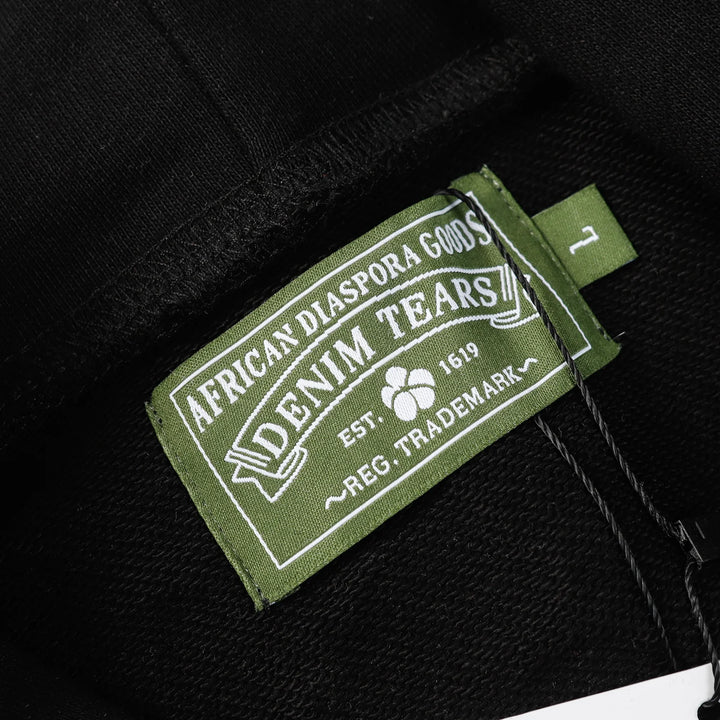 AFRICAN DIASPORA GOODS
DENIM TEARS
EST. 1619
~REG. TRADEMARK~
L